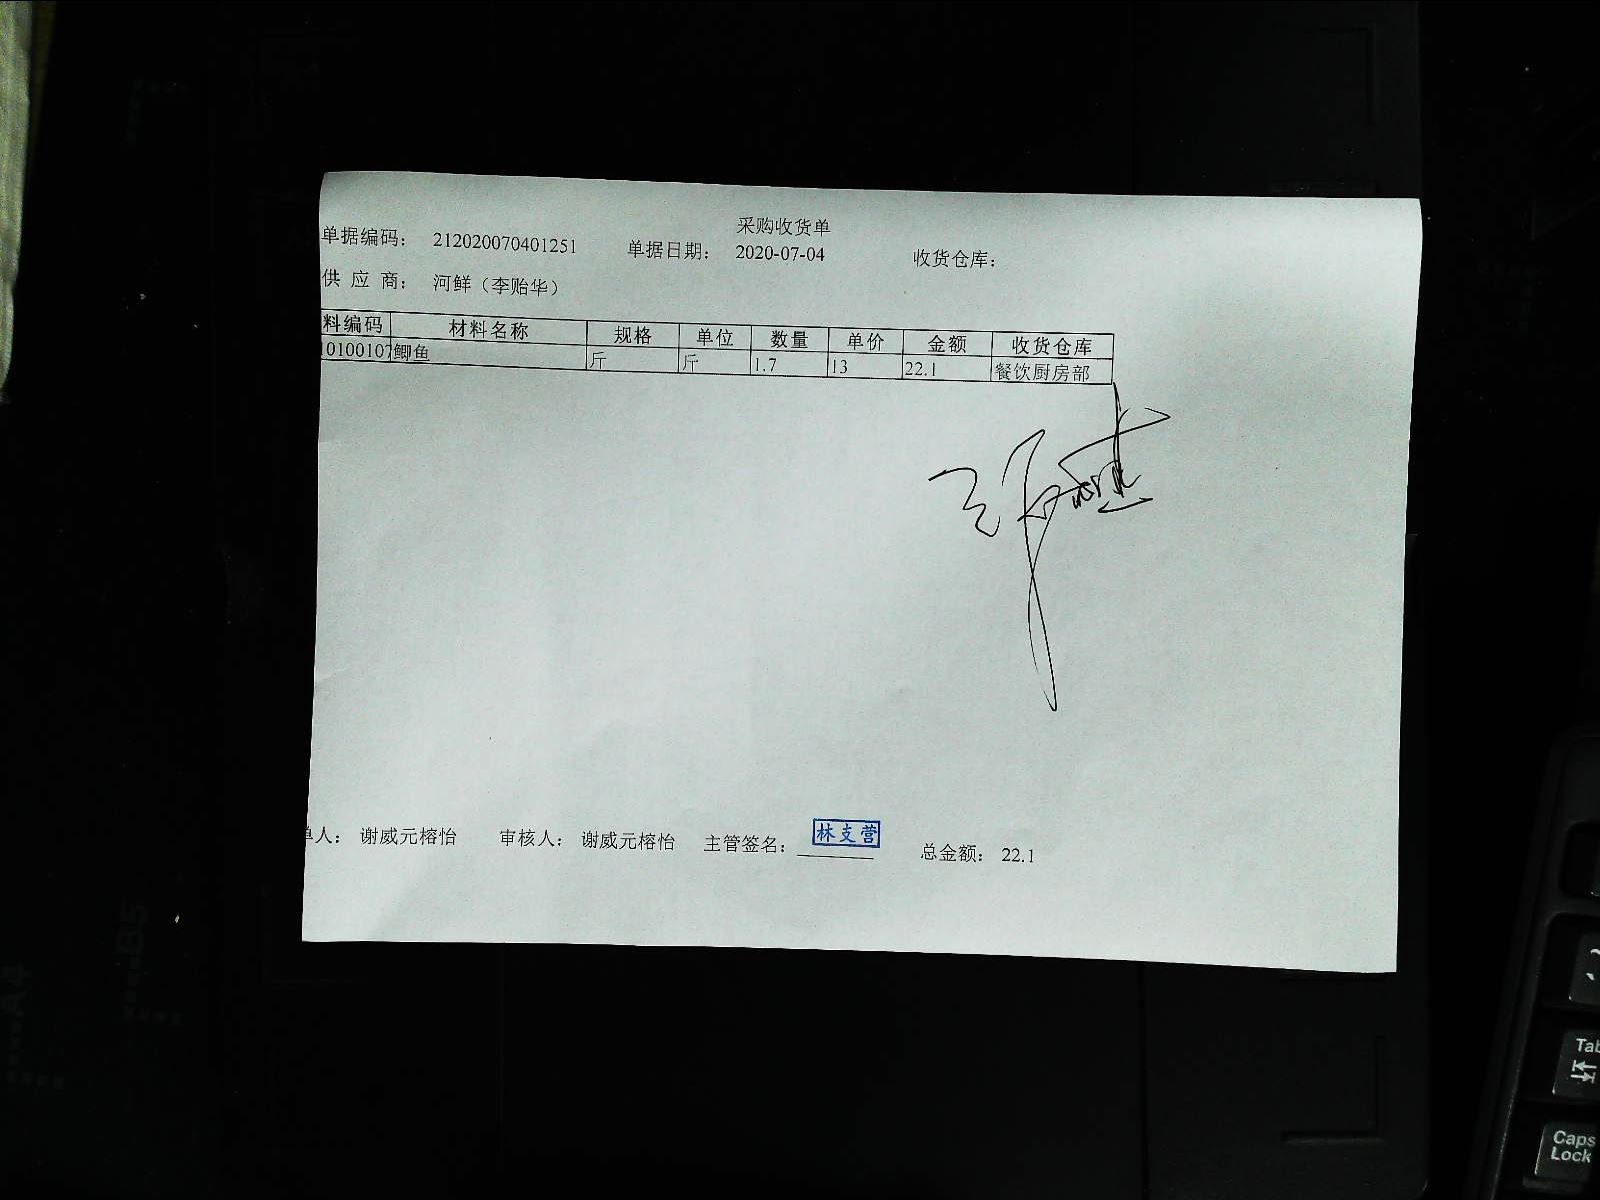 采购收货单
单据编码： 212020070401251 单据日期： 2020-07-04 收货仓库：
供 应 商： 河鲜（李贻华）
料编码 材料名称 规格 单位 数量 单价 金额 收货仓库
10100107 鲫鱼 斤 斤 1.7 13 22.1 餐饮厨房部
单人： 谢威元榕怡 审核人： 谢威元榕怡 主管签名： 林支营 总金额： 22.1
A4
B5
Tab
Caps
Lock